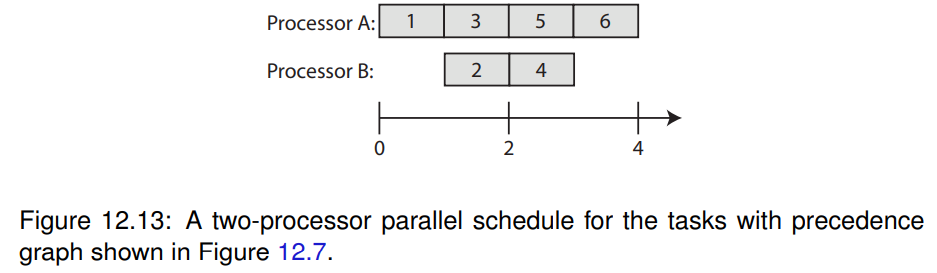 Processor A: 1 3 5 6
Processor B: 2 4
0 2 4
Figure 12.13: A two-processor parallel schedule for the tasks with precedence
graph shown in Figure 12.7.